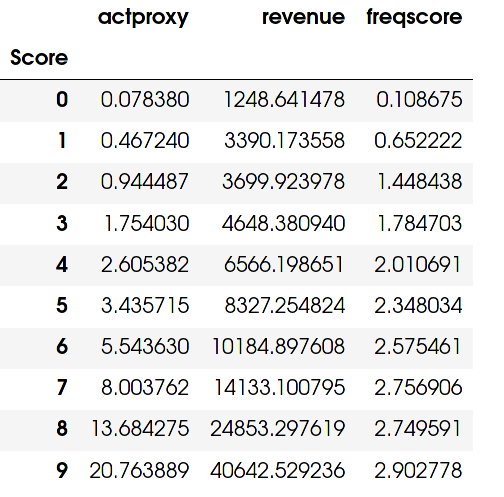 actproxy revenue freqscore
Score
0 0.078380 1248.641478 0.108675
1 0.467240 3390.173558 0.652222
2 0.944487 3699.923978 1.448438
3 1.754030 4648.380940 1.784703
4 2.605382 6566.198651 2.010691
5 3.435715 8327.254824 2.348034
6 5.543630 10184.897608 2.575461
7 8.003762 14133.100795 2.756906
8 13.684275 24853.297619 2.749591
9 20.763889 40642.529236 2.902778